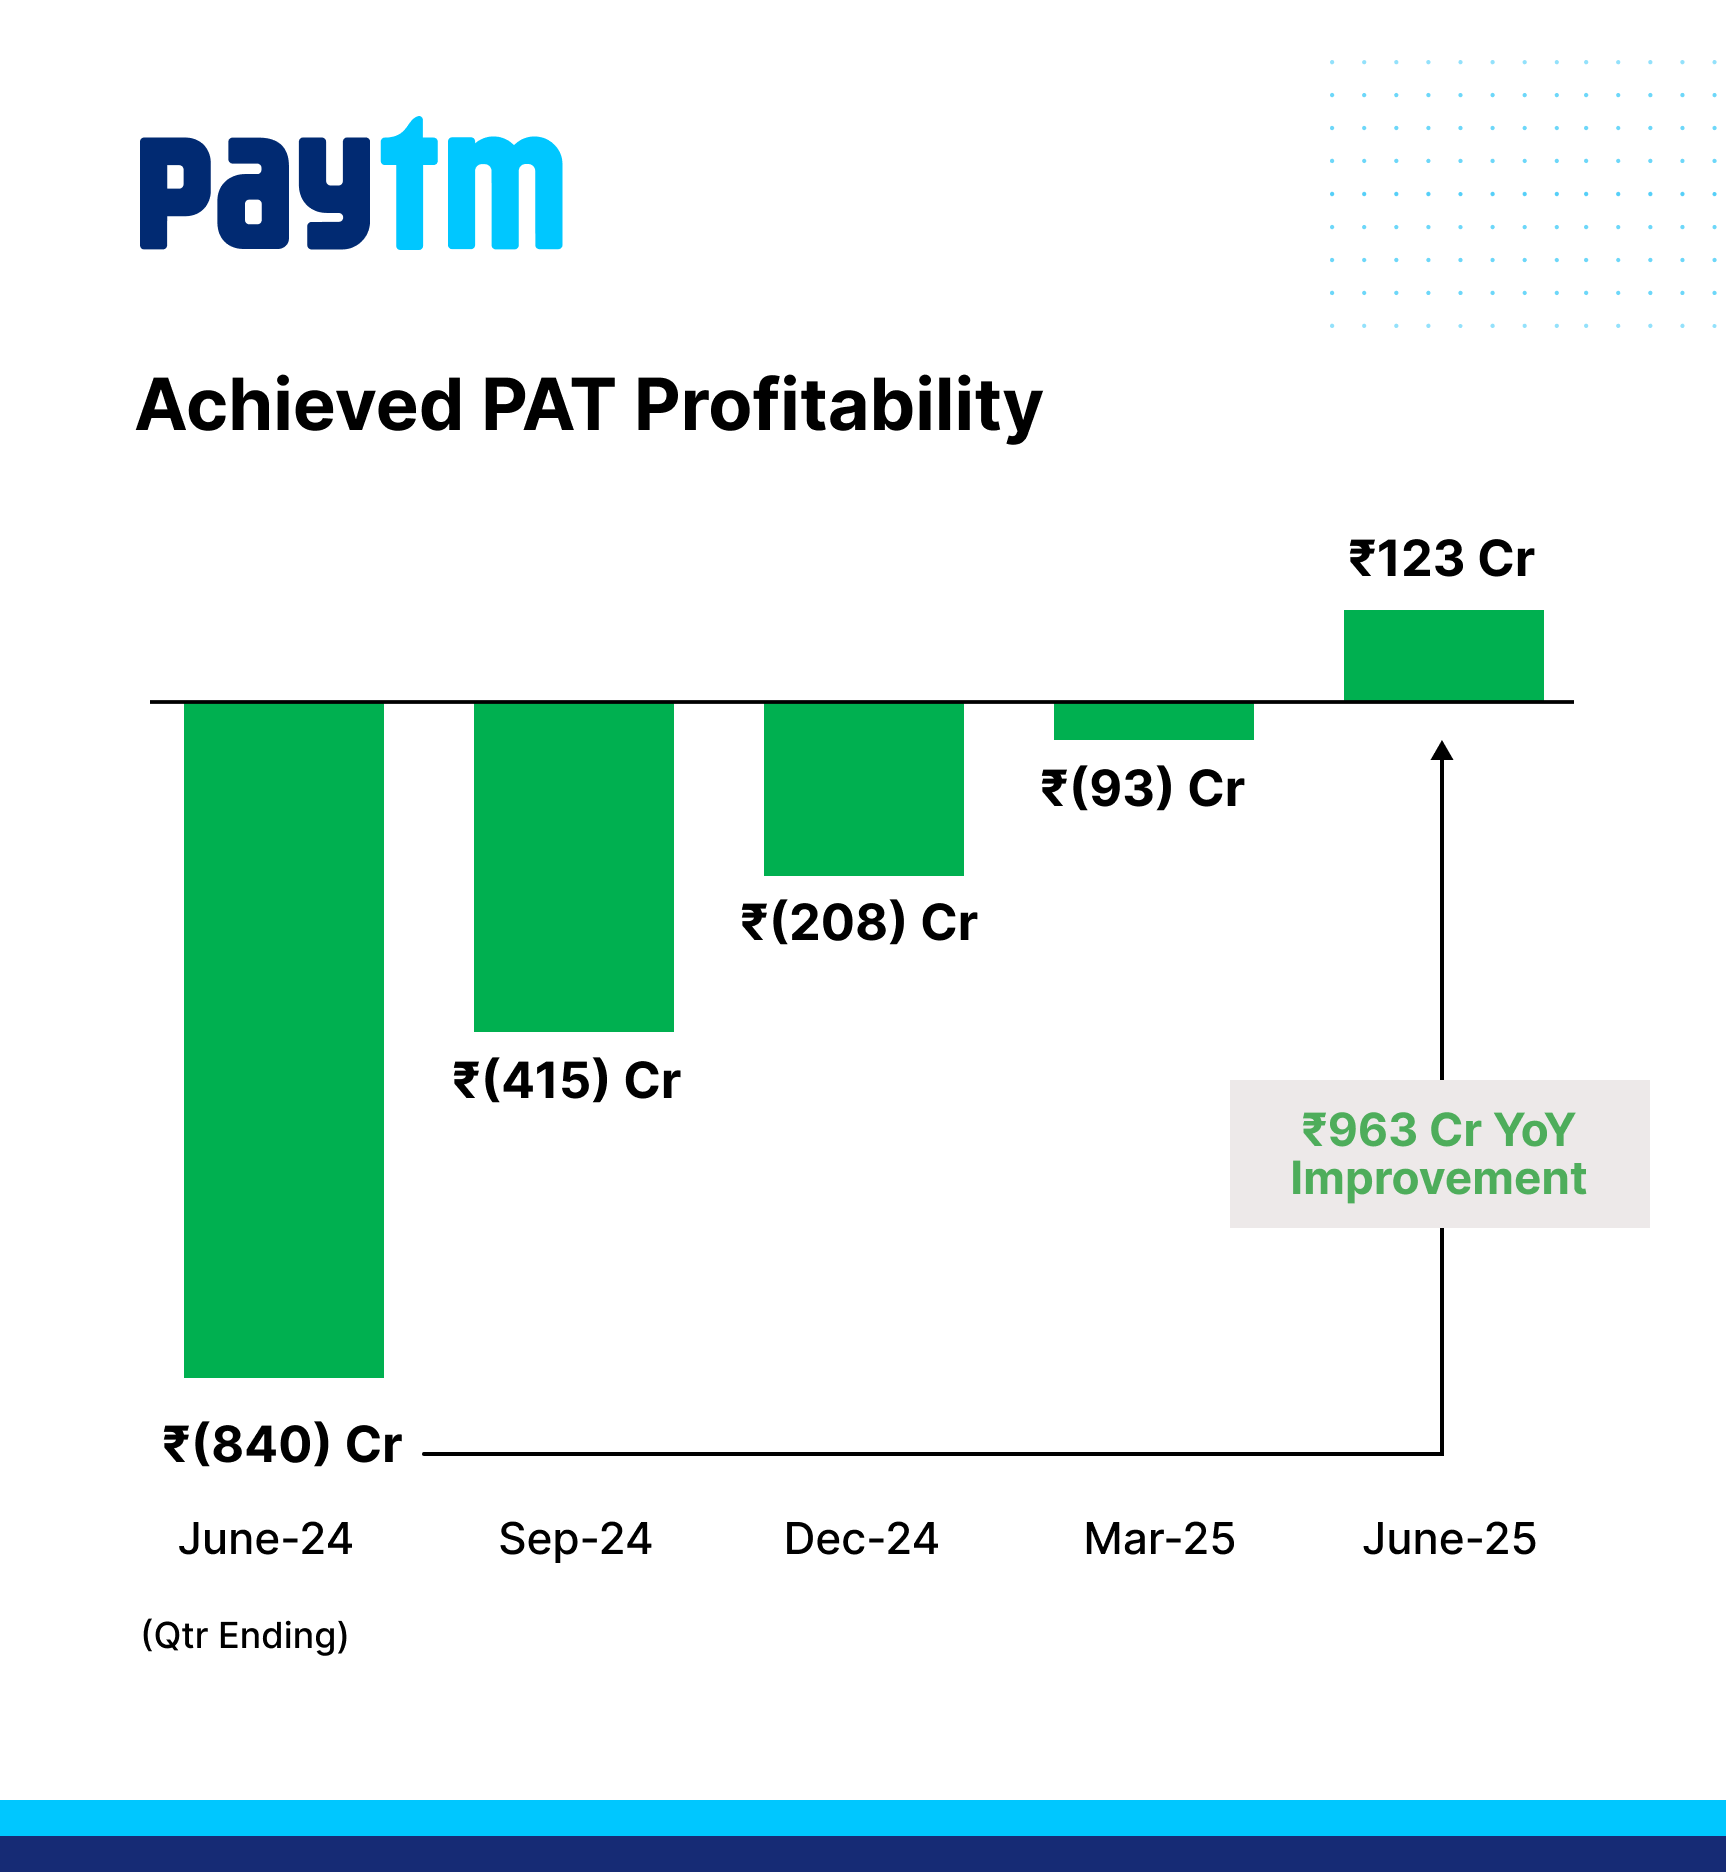 paytm
Achieved PAT Profitability
₹123 Cr
₹(93) Cr
₹(208) Cr
₹(415) Cr
₹963 Cr YoY
Improvement
₹(840) Cr
June-24 Sep-24 Dec-24 Mar-25 June-25
(Qtr Ending)